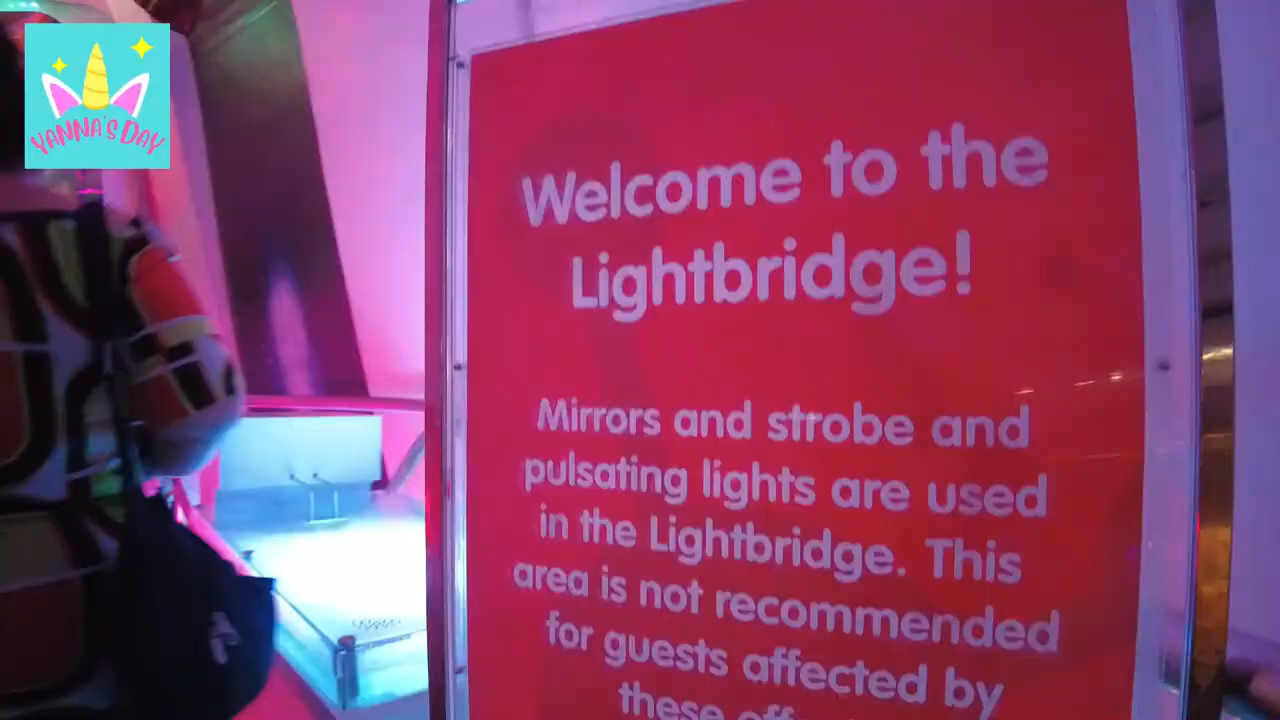 YANNA'S DAY
Welcome to the
Lightbridge!
Mirrors and strobe and
pulsating lights are used
in the Lightbridge. This
area is not recommended
for guests affected by
these